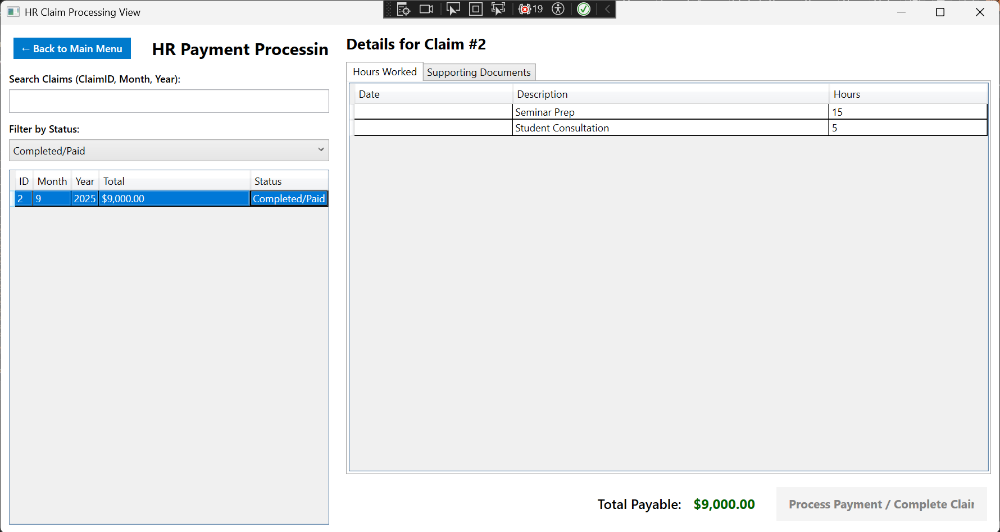 HR Claim Processing View
19
← Back to Main Menu
HR Payment Processin
Search Claims (ClaimID, Month, Year):
Filter by Status:
Completed/Paid
ID Month Year Total Status
2 9 2025 $9,000.00 Completed/Paid
Details for Claim #2
Hours Worked Supporting Documents
Date Description Hours
Seminar Prep 15
Student Consultation 5
Total Payable: $9,000.00
Process Payment / Complete Clair